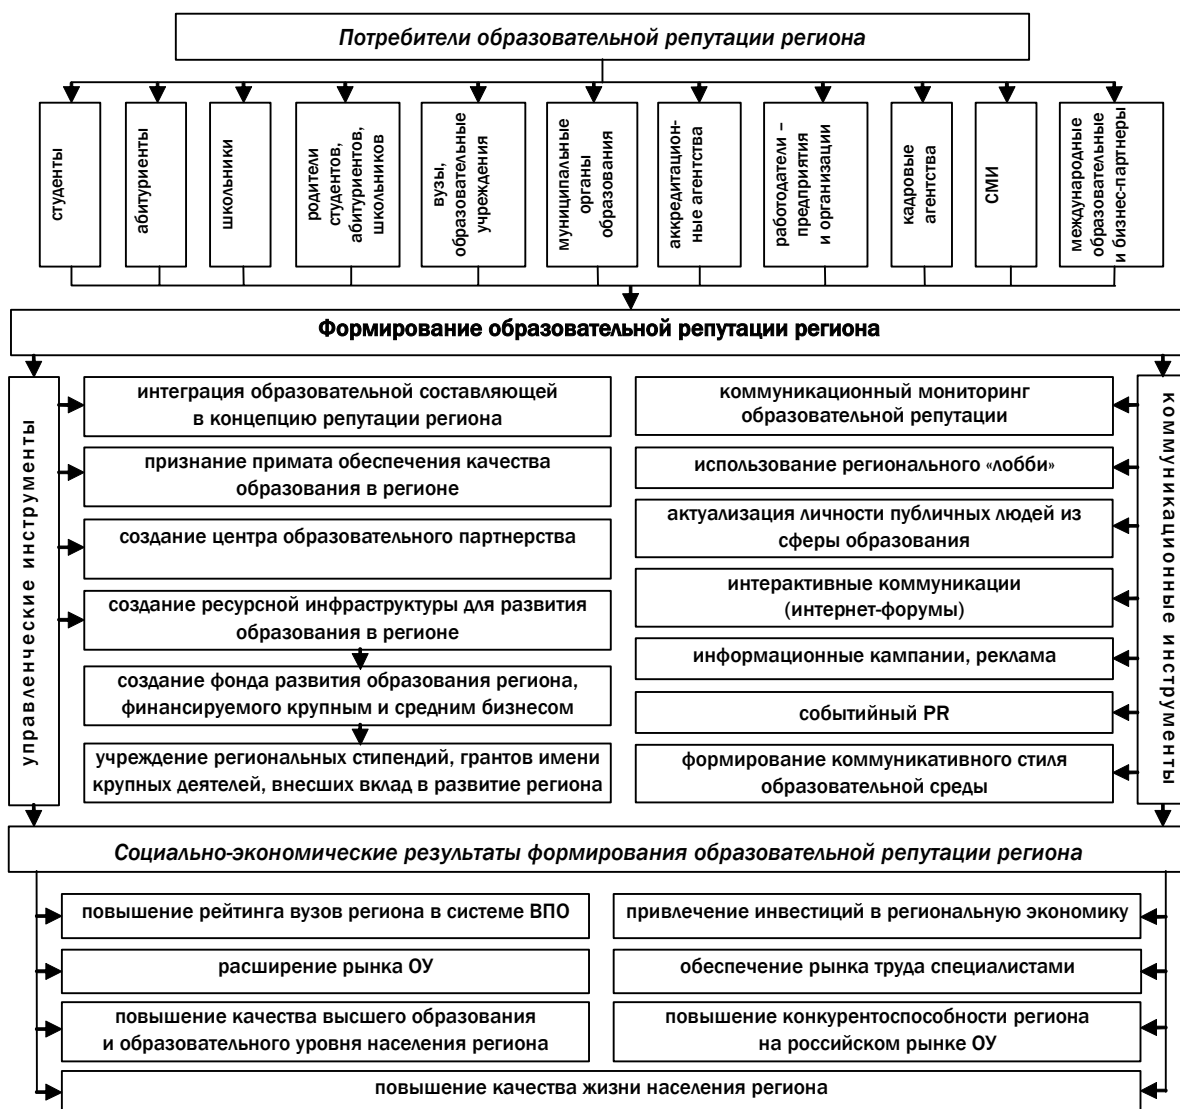 Потребители образовательной репутации региона
студенты
абитуриенты
школьники
родители
студентов,
абитуриентов,
школьников
вузы,
образовательные
учреждения
муниципальные
органы
образования
аккредитацион-
ные агентства
работодатели –
предприятия
и организации
кадровые
агентства
СМИ
международные
образовательные
и бизнес-партнеры
Формирование образовательной репутации региона
управленческие инструменты
интеграция образовательной составляющей
в концепцию репутации региона
признание примата обеспечения качества
образования в регионе
создание центра образовательного партнерства
создание ресурсной инфраструктуры для развития
образования в регионе
создание фонда развития образования региона,
финансируемого крупным и средним бизнесом
учреждение региональных стипендий, грантов имени
крупных деятелей, внесших вклад в развитие региона
коммуникационный мониторинг
образовательной репутации
использование регионального «лобби»
актуализация личности публичных людей из
сферы образования
интерактивные коммуникации
(интернет-форумы)
информационные кампании, реклама
событийный PR
формирование коммуникативного стиля
образовательной среды
коммуникационные инструменты
Социально-экономические результаты формирования образовательной репутации региона
повышение рейтинга вузов региона в системе ВПО
расширение рынка ОУ
повышение качества высшего образования
и образовательного уровня населения региона
привлечение инвестиций в региональную экономику
обеспечение рынка труда специалистами
повышение конкурентоспособности региона
на российском рынке ОУ
повышение качества жизни населения региона